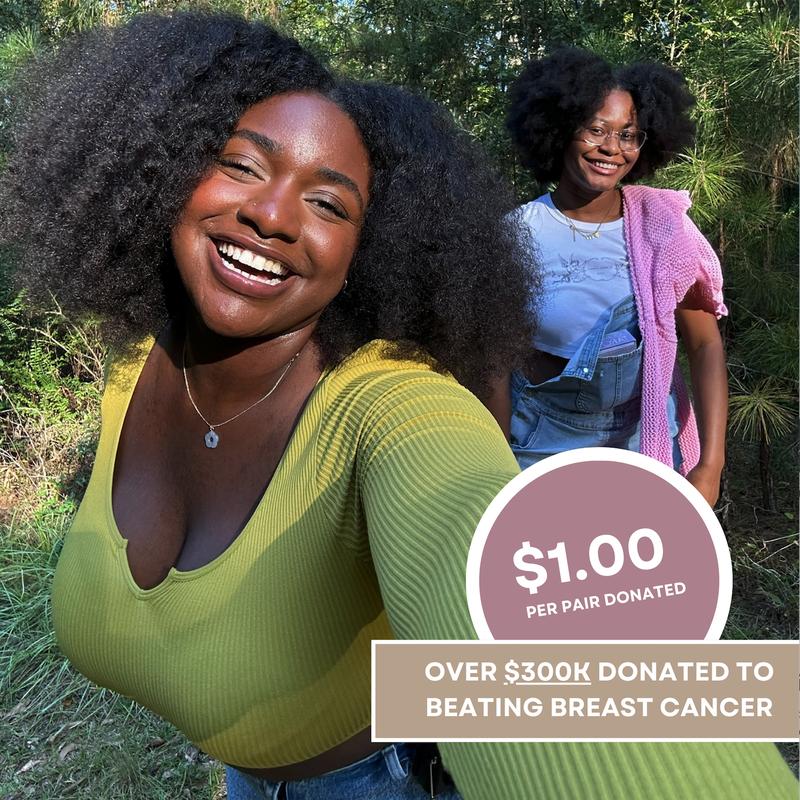 $1.00
PER PAIR DONATED
OVER $300K DONATED TO
BEATING BREAST CANCER